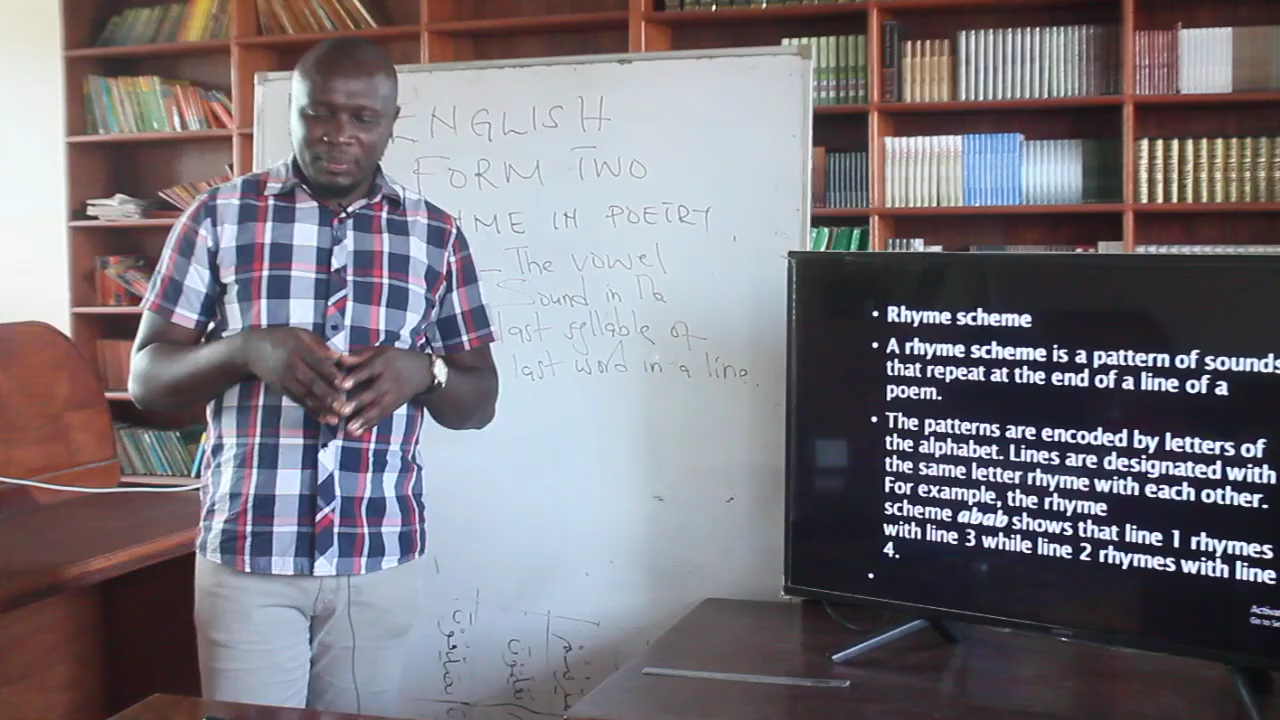 ENGLISH
FORM TWO
ME IN POETRY
- The vowel
Sound in The
last syllable of
last word in a line.
• Rhyme scheme
• A rhyme scheme is a pattern of sounds
that repeat at the end of a line of a
poem.
• The patterns are encoded by letters of
the alphabet. Lines are designated with
the same letter rhyme with each other.
For example, the rhyme
scheme abab shows that line 1 rhymes
with line 3 while line 2 rhymes with line
4.
•